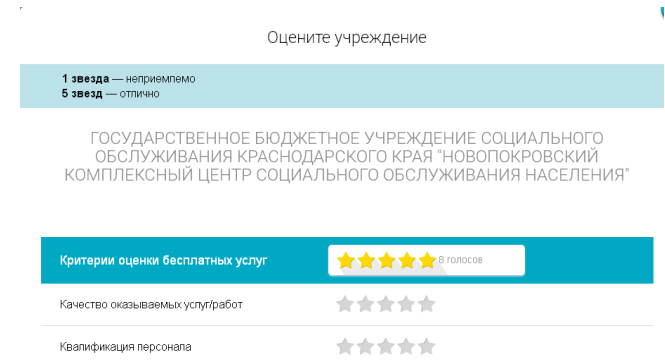 Оцените учреждение
1 звезда — неприемлемо
5 звезд — отлично
ГОСУДАРСТВЕННОЕ БЮДЖЕТНОЕ УЧРЕЖДЕНИЕ СОЦИАЛЬНОГО
ОБСЛУЖИВАНИЯ КРАСНОДАРСКОГО КРАЯ "НОВОПОКРОВСКИЙ
КОМПЛЕКСНЫЙ ЦЕНТР СОЦИАЛЬНОГО ОБСЛУЖИВАНИЯ НАСЕЛЕНИЯ"
Критерии оценки бесплатных услуг 8 голосов
Качество оказываемых услуг/работ
Квалификация персонала